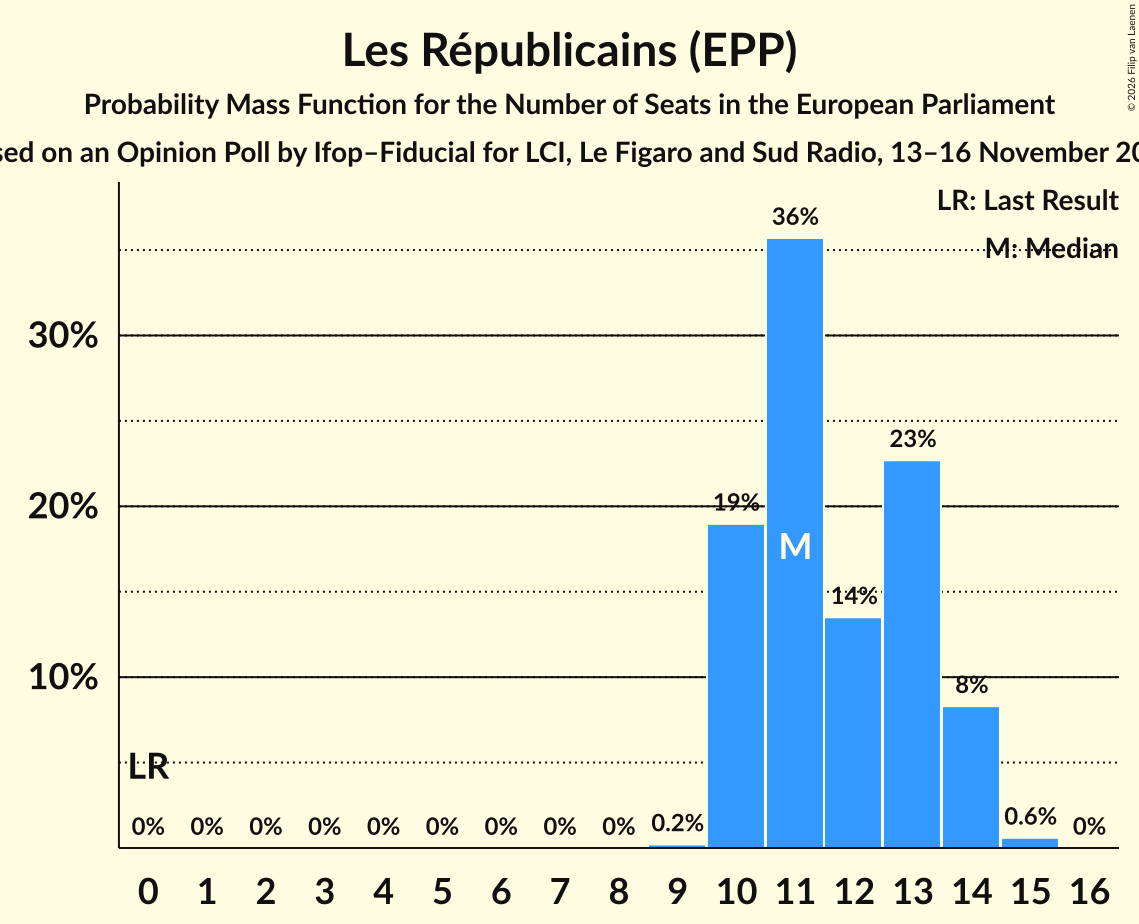 © 2026 Filip van Laenen
Les Républicains (EPP)
Probability Mass Function for the Number of Seats in the European Parliament
on an Opinion Poll by Ifop–Fiducial for LCI, Le Figaro and Sud Radio, 13–16 November
LR: Last Result
M: Median
36%
30%
23%
20%
19%
M
14%
10%
8%
LR
0% 0% 0% 0% 0% 0% 0% 0% 0% 0.2% 0.6% 0%
0 1 2 3 4 5 6 7 8 9 10 11 12 13 14 15 16